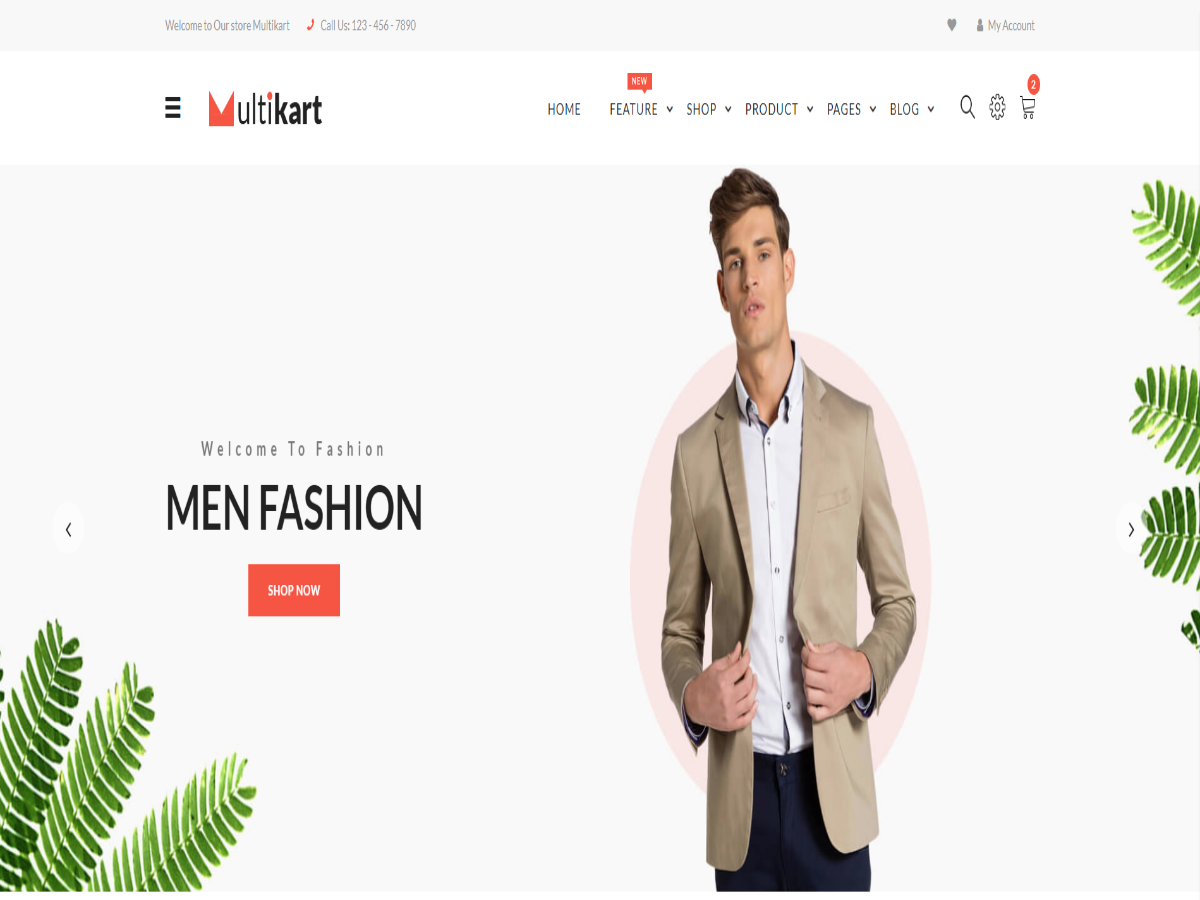 Welcome to Our store Multikart Call Us: 123 - 456 - 7890 My Account
NEW
2
Multikart HOME FEATURE SHOP PRODUCT PAGES BLOG
Welcome To Fashion
MEN FASHION
SHOP NOW